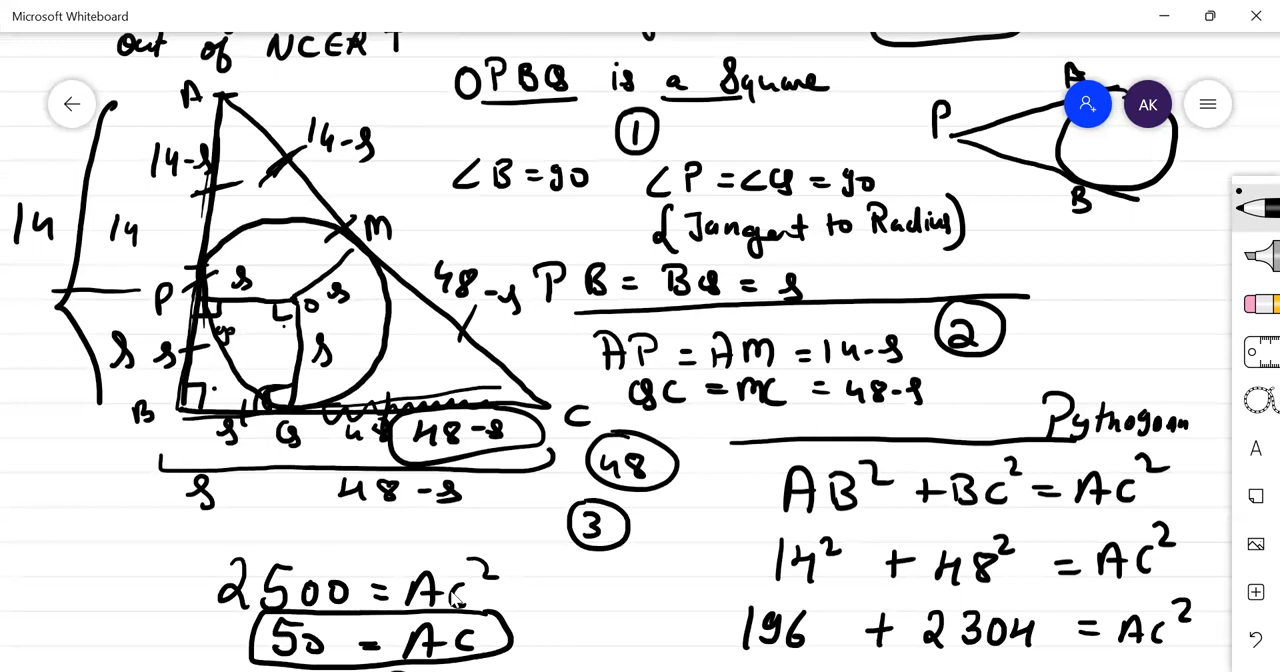 Microsoft Whiteboard
out of NCERT
OPBQ is a Square
1
∠B = 90 ∠P = ∠Q = 90
{Tangent to Radius}
PB = BQ = r
2
AP = AM = 14-r
QC = MC = 48-r
A
14-r
14-r
14
14
M
P
r
r
O
90
48-r
r
r
r
B
r
Q
48-r
C
48
r
48-r
3
P
A
B
AK
Pythogoras
AB² + BC² = AC²
14² + 48² = AC²
196 + 2304 = AC²
2500 = AC²
50 = AC
A